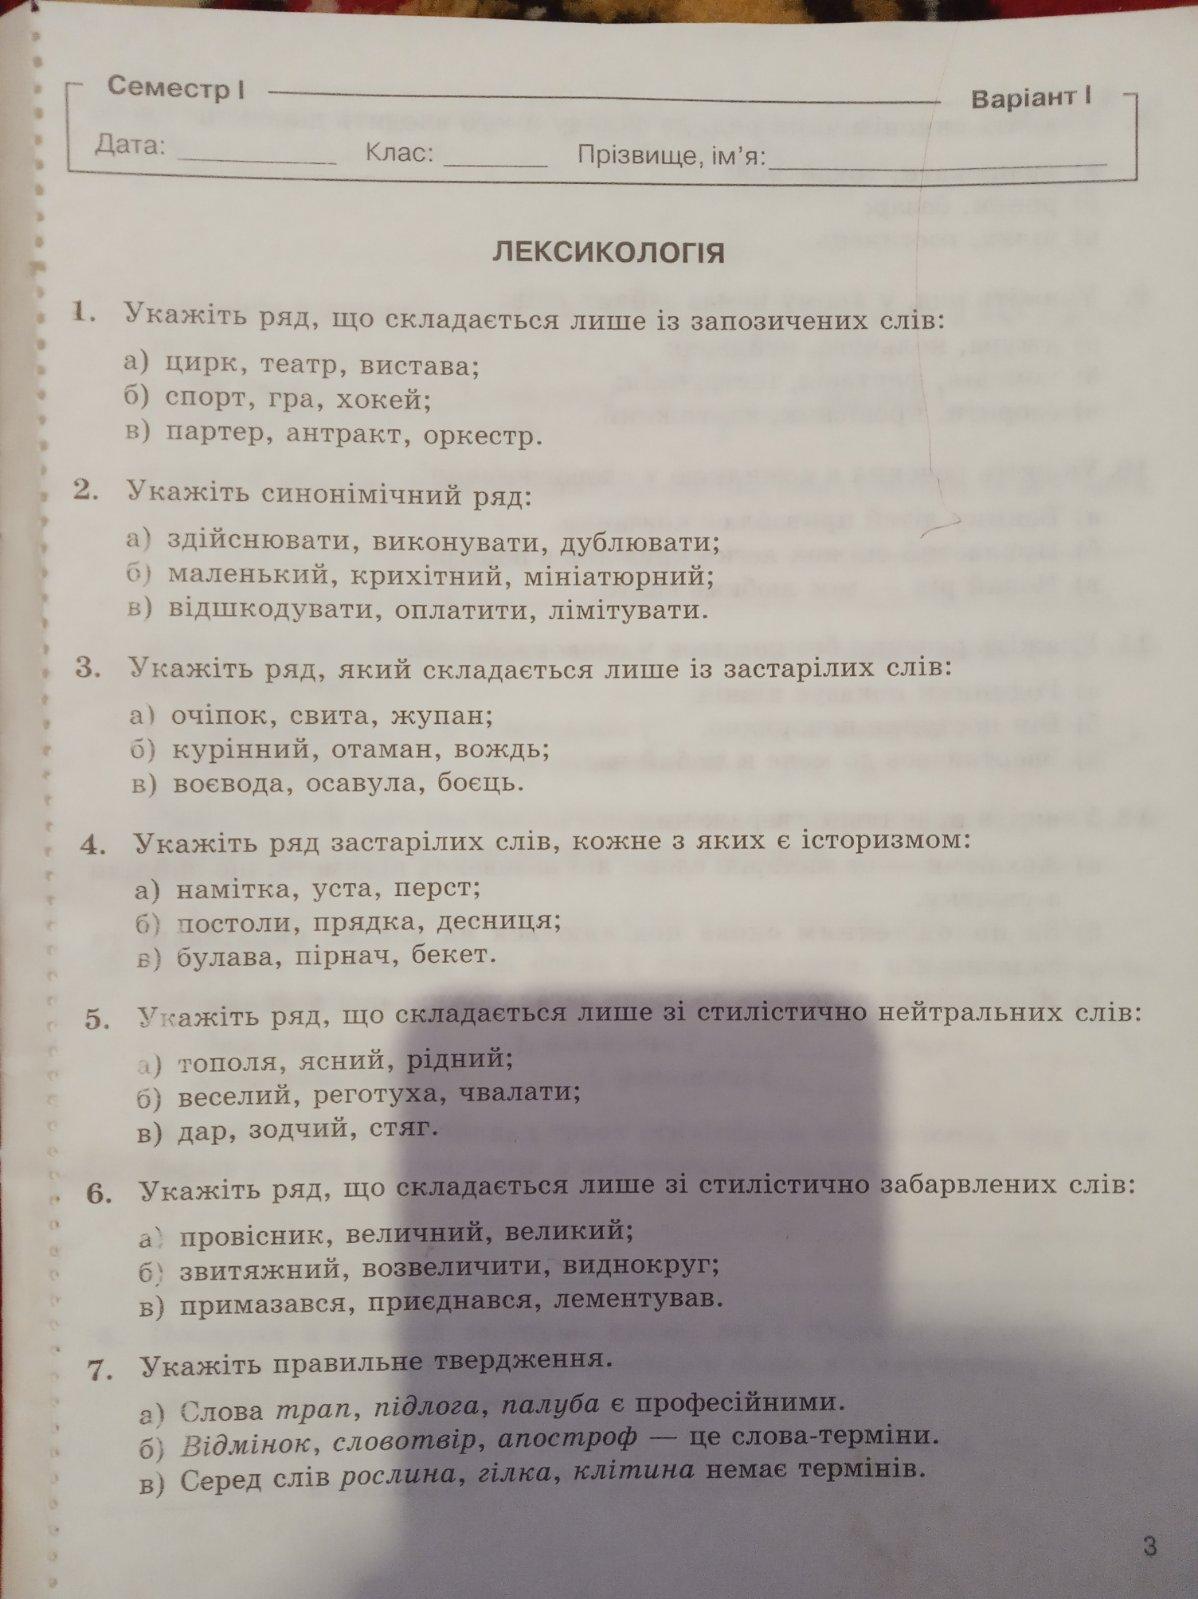 Семестр І
Варіант І
Дата: Клас: Прізвище, ім'я:
ЛЕКСИКОЛОГІЯ
1. Укажіть ряд, що складається лише із запозичених слів:
а) цирк, театр, вистава;
б) спорт, гра, хокей;
в) партер, антракт, оркестр.
2. Укажіть синонімічний ряд:
а) здійснювати, виконувати, дублювати;
б) маленький, крихітний, мініатюрний;
в) відшкодувати, оплатити, лімітувати.
3. Укажіть ряд, який складається лише із застарілих слів:
а) очіпок, свита, жупан;
б) курінний, отаман, вождь;
в) воєвода, осавула, боєць.
4. Укажіть ряд застарілих слів, кожне з яких є історизмом:
а) намітка, уста, перст;
б) постоли, прядка, десниця;
в) булава, пірнач, бекет.
5. Укажіть ряд, що складається лише зі стилістично нейтральних слів:
а) тополя, ясний, рідний;
б) веселий, реготуха, чвалати;
в) дар, зодчий, стяг.
6. Укажіть ряд, що складається лише зі стилістично забарвлених слів:
а) провісник, величний, великий;
б) звитяжний, возвеличити, виднокруг;
в) примазався, приєднався, лементував.
7. Укажіть правильне твердження.
а) Слова трап, підлога, палуба є професійними.
б) Відмінок, словотвір, апостроф — це слова-терміни.
в) Серед слів рослина, гілка, клітина немає термінів.
3